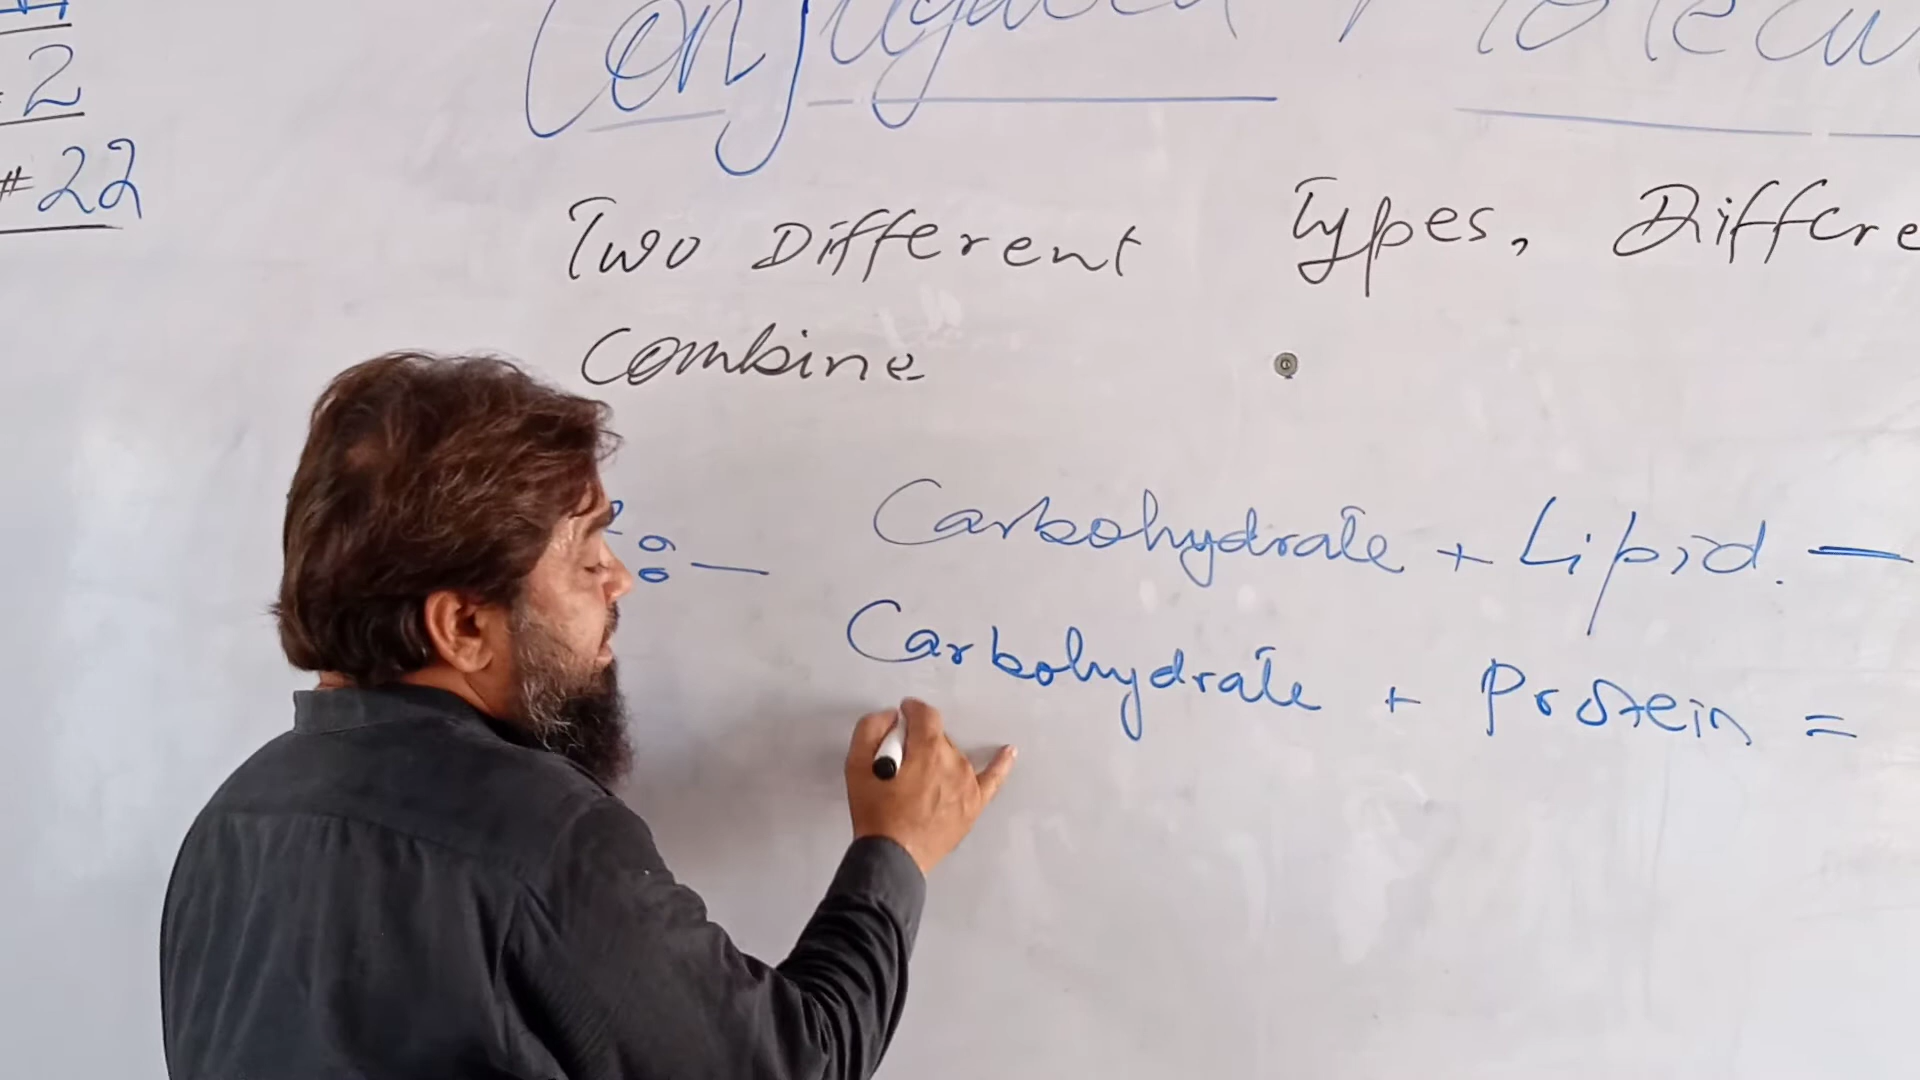 2
#22
Conjugated Molecu
Two Different Types, Differe
Combine
Carbohydrate + Lipid. —
Carbohydrate + Protein =